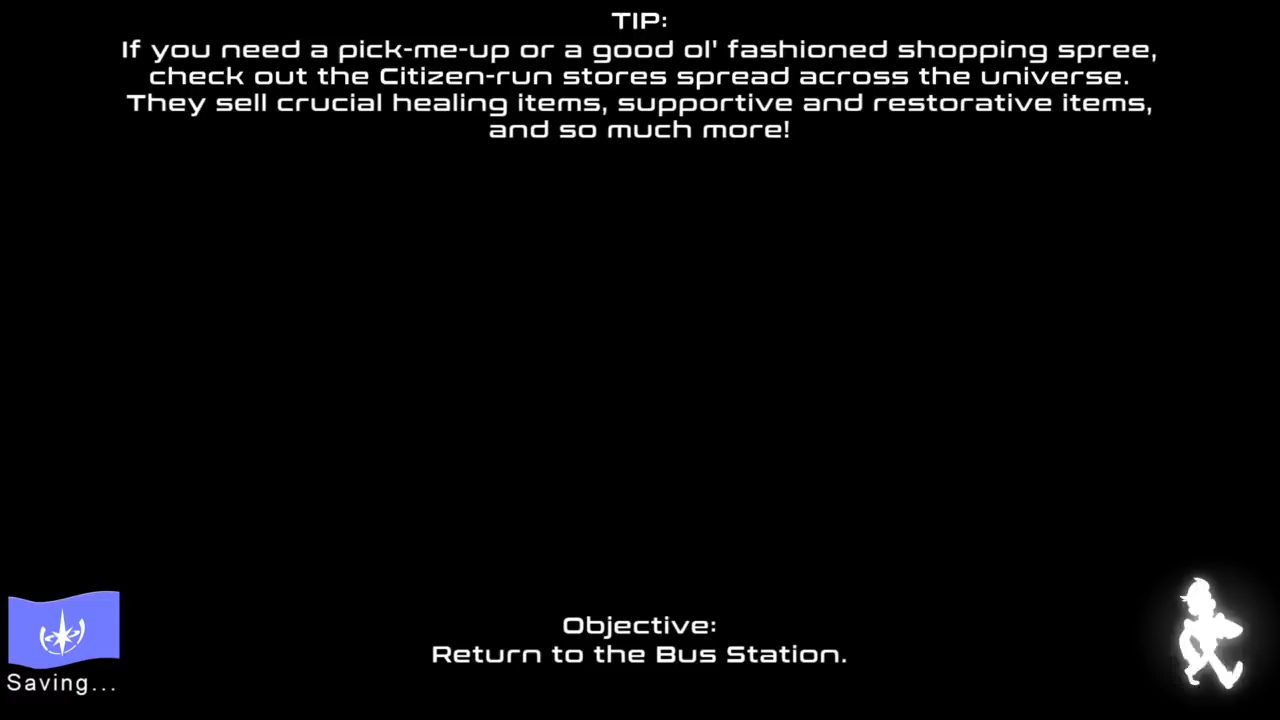 TIP:
If you need a pick-me-up or a good ol' fashioned shopping spree,
check out the Citizen-run stores spread across the universe.
They sell crucial healing items, supportive and restorative items,
and so much more!
Objective:
Return to the Bus Station.
Saving...